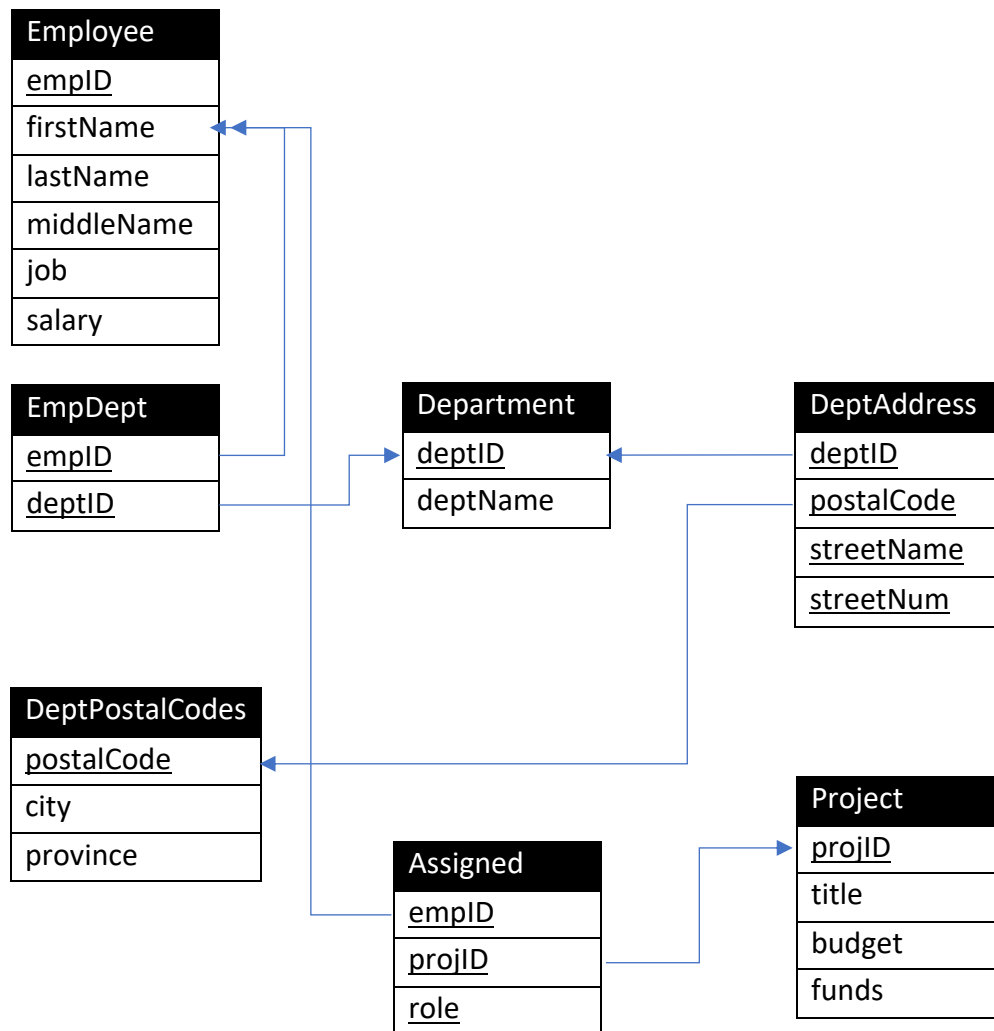 Employee
empID
firstName
lastName
middleName
job
salary
EmpDept
empID
deptID
Department
deptID
deptName
DeptAddress
deptID
postalCode
streetName
streetNum
DeptPostalCodes
postalCode
city
province
Assigned
empID
projID
role
Project
projID
title
budget
funds